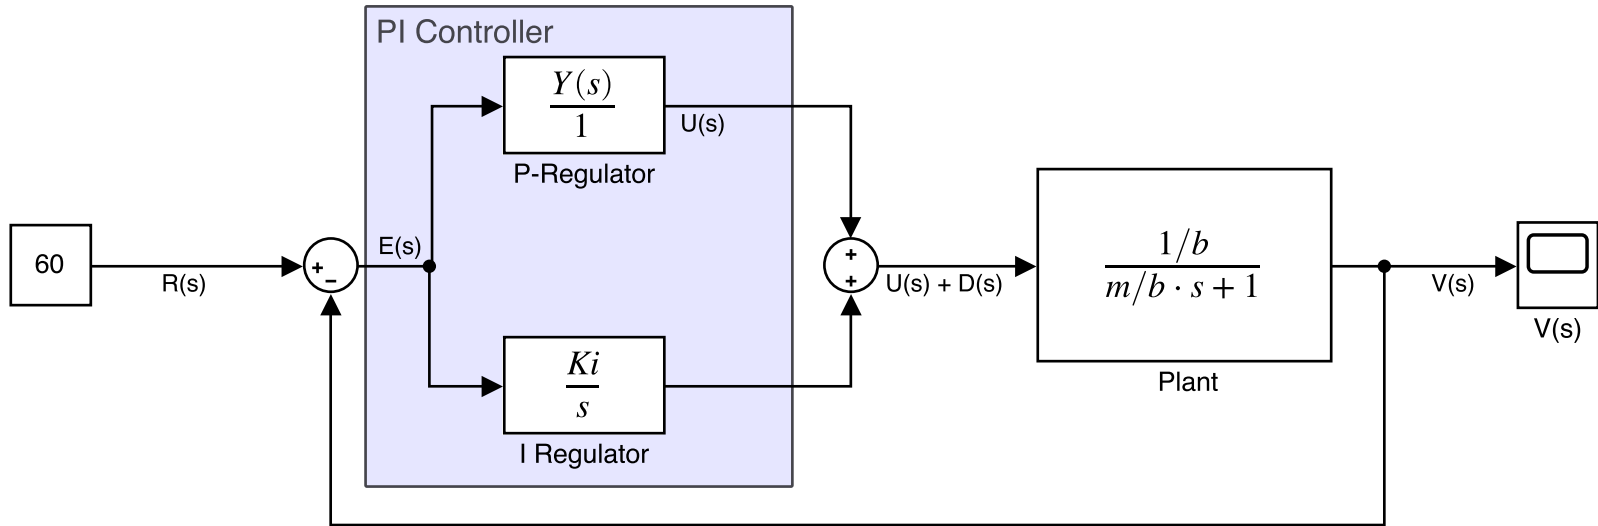 PI Controller
Y(s)
1
U(s)
P-Regulator
60
R(s)
+
−
E(s)
Ki
s
I Regulator
+
+
U(s) + D(s)
1/b
m/b · s + 1
Plant
V(s)
V(s)